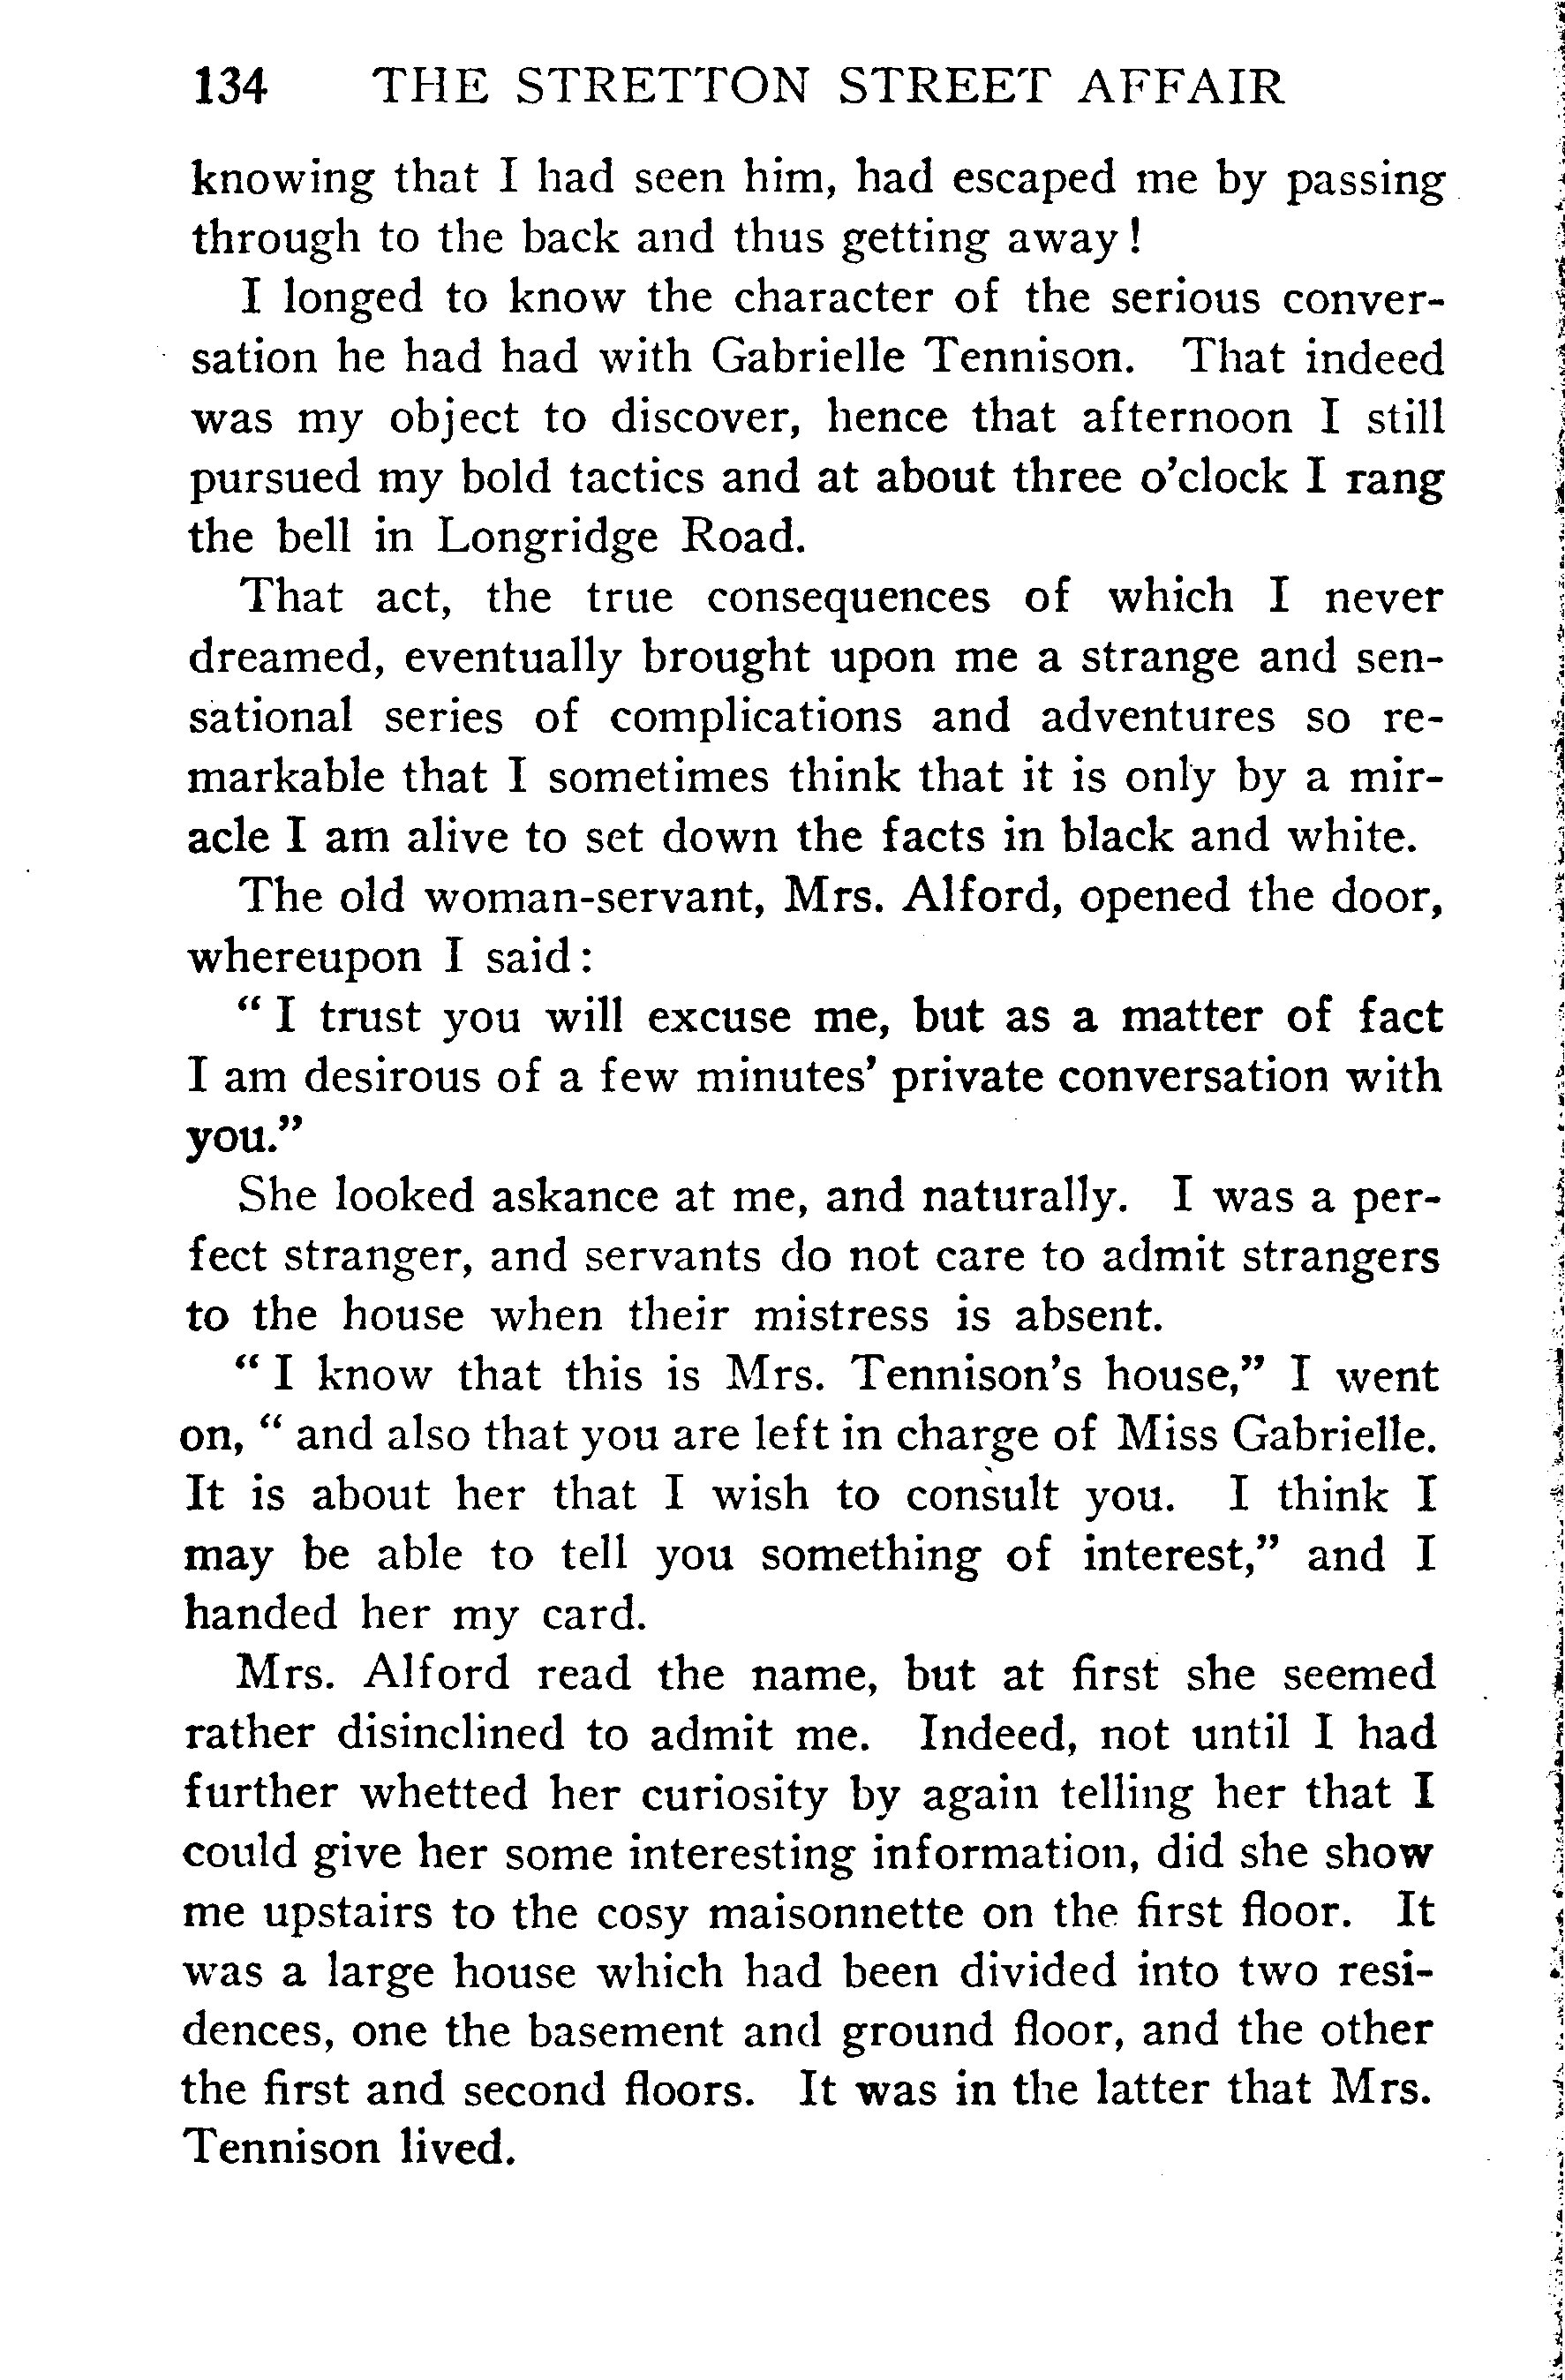 134 THE STRETTON STREET AFFAIR
knowing that I had seen him, had escaped me by passing
through to the back and thus getting away!
I longed to know the character of the serious conver-
sation he had had with Gabrielle Tennison. That indeed
was my object to discover, hence that afternoon I still
pursued my bold tactics and at about three o'clock I rang
the bell in Longridge Road.
That act, the true consequences of which I never
dreamed, eventually brought upon me a strange and sen-
sational series of complications and adventures so re-
markable that I sometimes think that it is only by a mir-
acle I am alive to set down the facts in black and white.
The old woman-servant, Mrs. Alford, opened the door,
whereupon I said:
“ I trust you will excuse me, but as a matter of fact
I am desirous of a few minutes’ private conversation with
you.”
She looked askance at me, and naturally. I was a per-
fect stranger, and servants do not care to admit strangers
to the house when their mistress is absent.
“ I know that this is Mrs. Tennison's house,” I went
on, “ and also that you are left in charge of Miss Gabrielle.
It is about her that I wish to consult you. I think I
may be able to tell you something of interest,” and I
handed her my card.
Mrs. Alford read the name, but at first she seemed
rather disinclined to admit me. Indeed, not until I had
further whetted her curiosity by again telling her that I
could give her some interesting information, did she show
me upstairs to the cosy maisonnette on the first floor. It
was a large house which had been divided into two resi-
dences, one the basement and ground floor, and the other
the first and second floors. It was in the latter that Mrs.
Tennison lived.